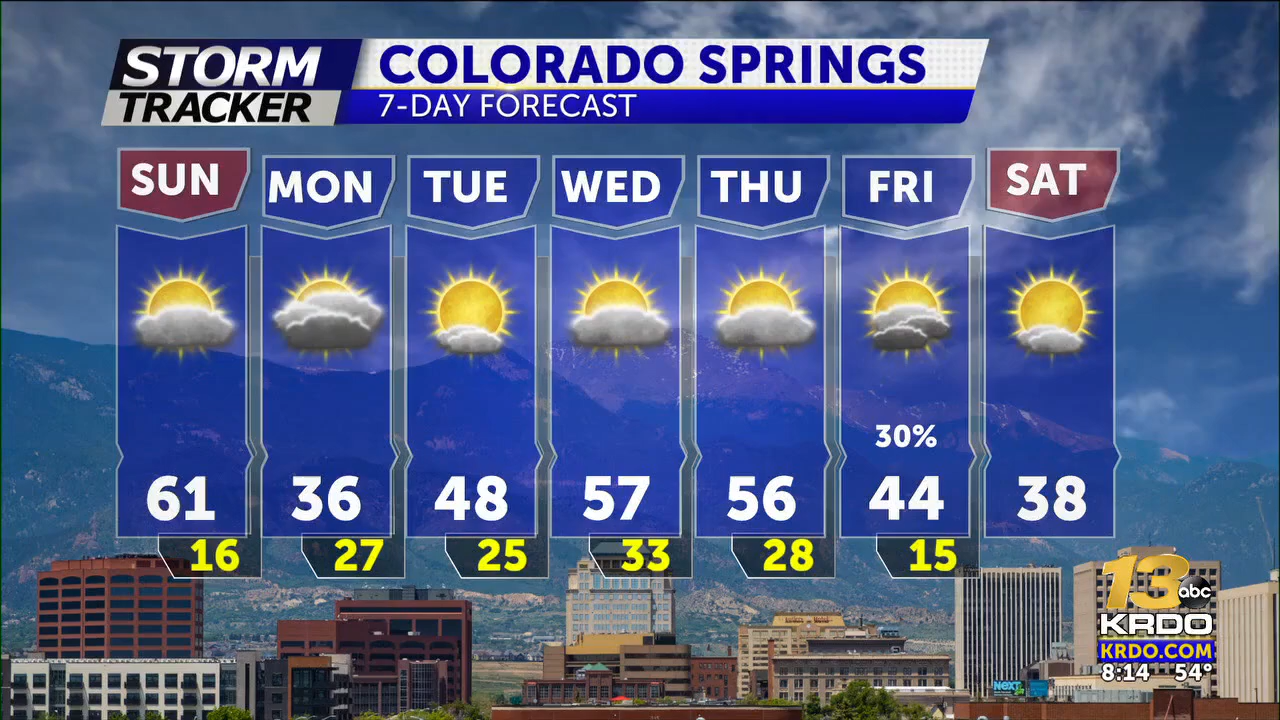 STORM
TRACKER
COLORADO SPRINGS
7-DAY FORECAST
SUN MON TUE WED THU FRI SAT
30%
61 36 48 57 56 44 38
16 27 25 33 28 15
13 abc
KRDO
KRDO.COM
8:14 54°
NEXT